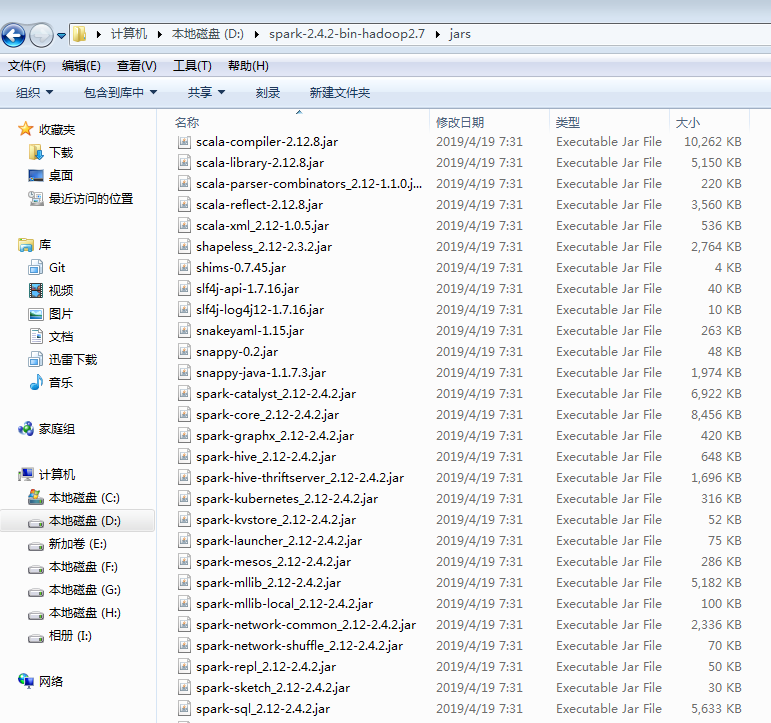 计算机 本地磁盘 (D:) spark-2.4.2-bin-hadoop2.7 jars
文件(F) 编辑(E) 查看(V) 工具(T) 帮助(H)
组织 包含到库中 共享 刻录 新建文件夹
收藏夹
下载
桌面
最近访问的位置
库
Git
视频
图片
文档
迅雷下载
音乐
家庭组
计算机
本地磁盘 (C:)
本地磁盘 (D:)
新加卷 (E:)
本地磁盘 (F:)
本地磁盘 (G:)
本地磁盘 (H:)
相册 (I:)
网络
名称 修改日期 类型 大小
scala-compiler-2.12.8.jar 2019/4/19 7:31 Executable Jar File 10,262 KB
scala-library-2.12.8.jar 2019/4/19 7:31 Executable Jar File 5,150 KB
scala-parser-combinators_2.12-1.1.0.j... 2019/4/19 7:31 Executable Jar File 220 KB
scala-reflect-2.12.8.jar 2019/4/19 7:31 Executable Jar File 3,560 KB
scala-xml_2.12-1.0.5.jar 2019/4/19 7:31 Executable Jar File 536 KB
shapeless_2.12-2.3.2.jar 2019/4/19 7:31 Executable Jar File 2,764 KB
shims-0.7.45.jar 2019/4/19 7:31 Executable Jar File 4 KB
slf4j-api-1.7.16.jar 2019/4/19 7:31 Executable Jar File 40 KB
slf4j-log4j12-1.7.16.jar 2019/4/19 7:31 Executable Jar File 10 KB
snakeyaml-1.15.jar 2019/4/19 7:31 Executable Jar File 263 KB
snappy-0.2.jar 2019/4/19 7:31 Executable Jar File 48 KB
snappy-java-1.1.7.3.jar 2019/4/19 7:31 Executable Jar File 1,974 KB
spark-catalyst_2.12-2.4.2.jar 2019/4/19 7:31 Executable Jar File 6,922 KB
spark-core_2.12-2.4.2.jar 2019/4/19 7:31 Executable Jar File 8,456 KB
spark-graphx_2.12-2.4.2.jar 2019/4/19 7:31 Executable Jar File 420 KB
spark-hive_2.12-2.4.2.jar 2019/4/19 7:31 Executable Jar File 648 KB
spark-hive-thriftserver_2.12-2.4.2.jar 2019/4/19 7:31 Executable Jar File 1,696 KB
spark-kubernetes_2.12-2.4.2.jar 2019/4/19 7:31 Executable Jar File 316 KB
spark-kvstore_2.12-2.4.2.jar 2019/4/19 7:31 Executable Jar File 52 KB
spark-launcher_2.12-2.4.2.jar 2019/4/19 7:31 Executable Jar File 75 KB
spark-mesos_2.12-2.4.2.jar 2019/4/19 7:31 Executable Jar File 286 KB
spark-mllib_2.12-2.4.2.jar 2019/4/19 7:31 Executable Jar File 5,182 KB
spark-mllib-local_2.12-2.4.2.jar 2019/4/19 7:31 Executable Jar File 100 KB
spark-network-common_2.12-2.4.2.jar 2019/4/19 7:31 Executable Jar File 2,336 KB
spark-network-shuffle_2.12-2.4.2.jar 2019/4/19 7:31 Executable Jar File 70 KB
spark-repl_2.12-2.4.2.jar 2019/4/19 7:31 Executable Jar File 50 KB
spark-sketch_2.12-2.4.2.jar 2019/4/19 7:31 Executable Jar File 30 KB
spark-sql_2.12-2.4.2.jar 2019/4/19 7:31 Executable Jar File 5,633 KB